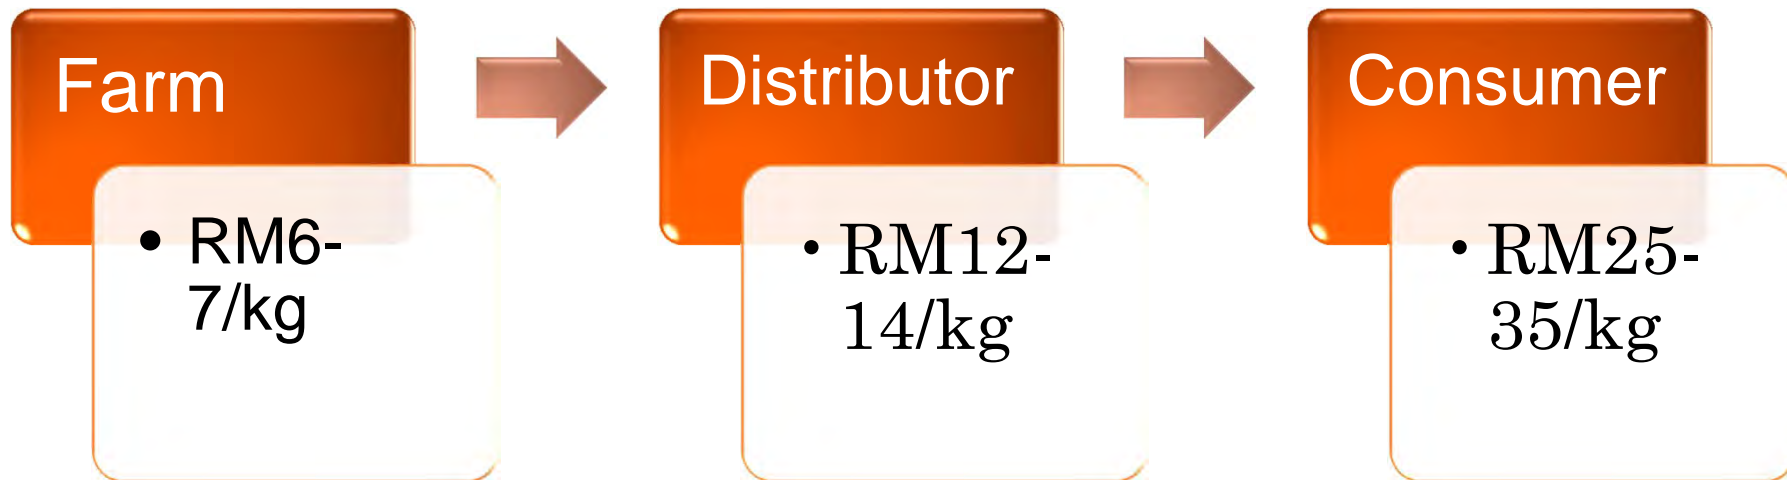 Farm
• RM6-
7/kg
Distributor
• RM12-
14/kg
Consumer
• RM25-
35/kg